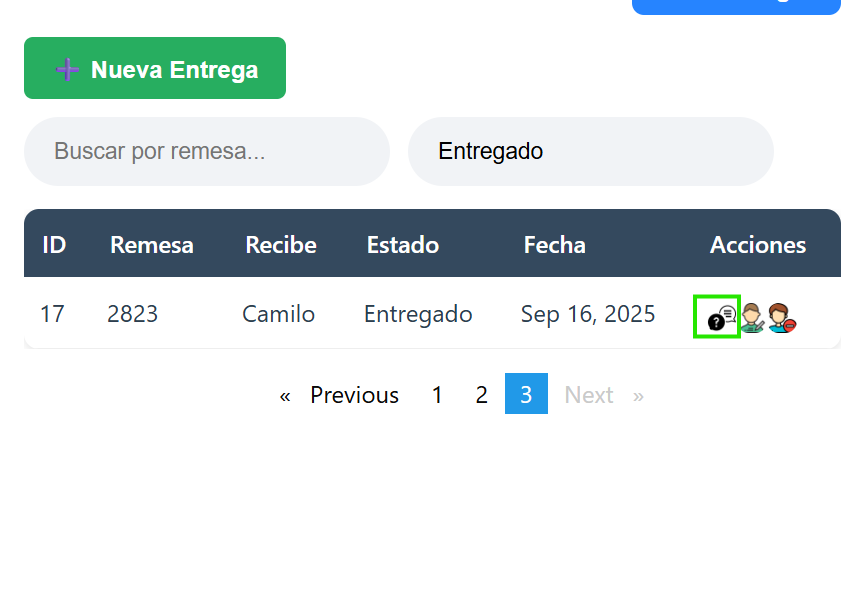 Nueva Entrega
Buscar por remesa...
Entregado
ID Remesa Recibe Estado Fecha Acciones
17 2823 Camilo Entregado Sep 16, 2025
« Previous 1 2 3 Next »